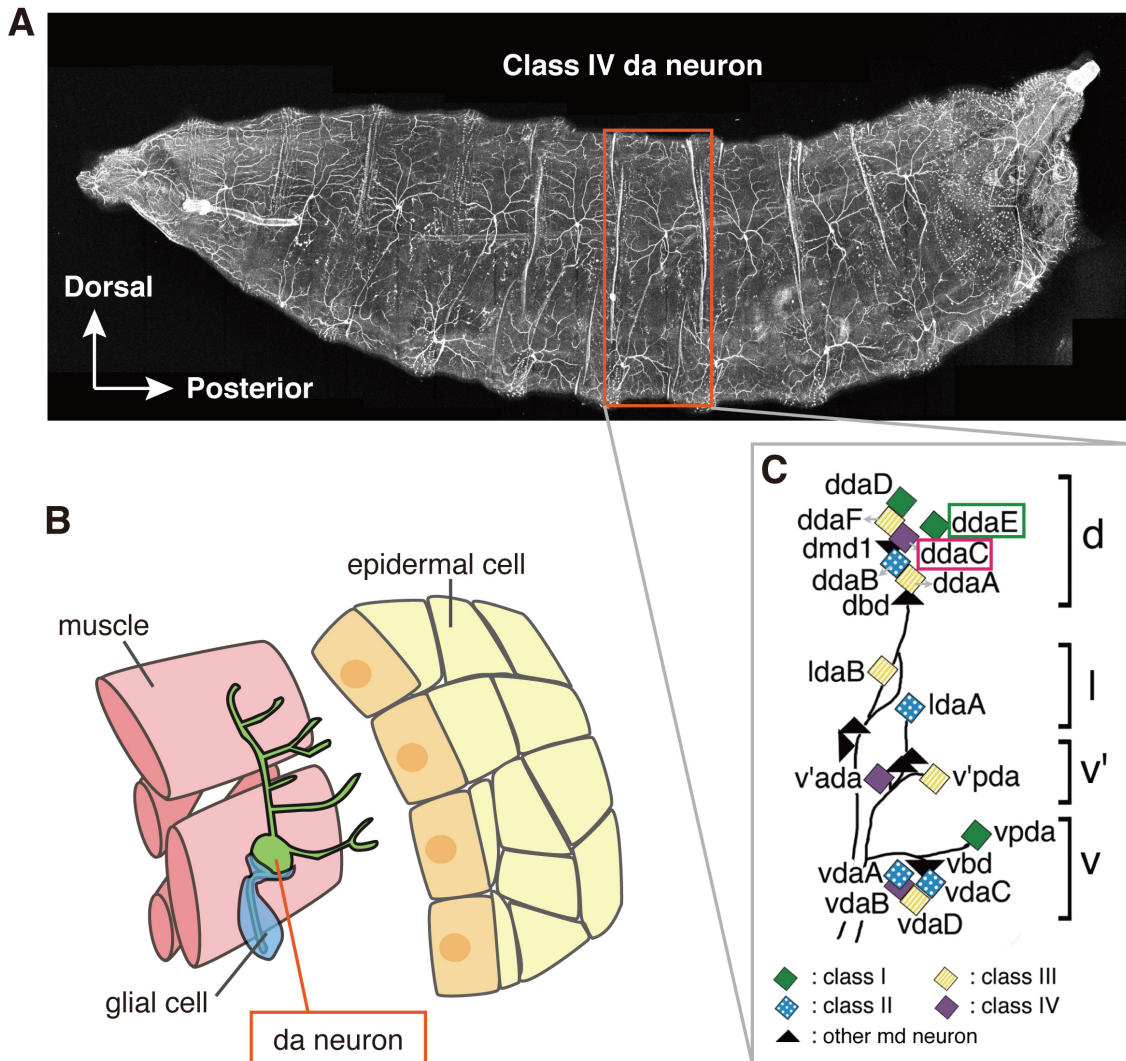 A
Class IV da neuron
Dorsal
Posterior
B
epidermal cell
muscle
glial cell
da neuron
C
ddaD
ddaF
ddaE
dmd1
ddaC
ddaB
ddaA
dbd
d
ldaB
ldaA
l
v'ada
v'pda
v'
vpda
vdaA
vbd
vdaB
vdaC
vdaD
v
: class I
: class III
: class II
: class IV
: other md neuron